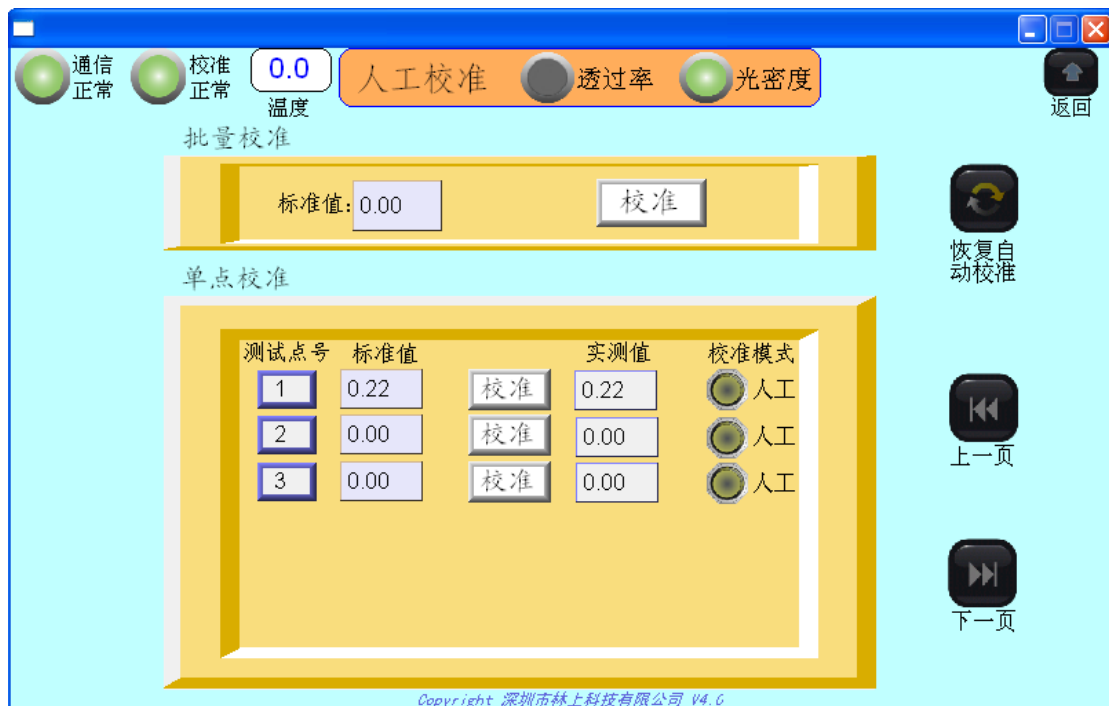 通信
正常
校准
正常
0.0
温度
人工校准
透过率
光密度
返回
批量校准
标准值:
0.00
校准
恢复自
动校准
单点校准
测试点号 标准值 实测值 校准模式
1 0.22 校准 0.22 人工
2 0.00 校准 0.00 人工
3 0.00 校准 0.00 人工
上一页
下一页
Copyright 深圳市林上科技有限公司